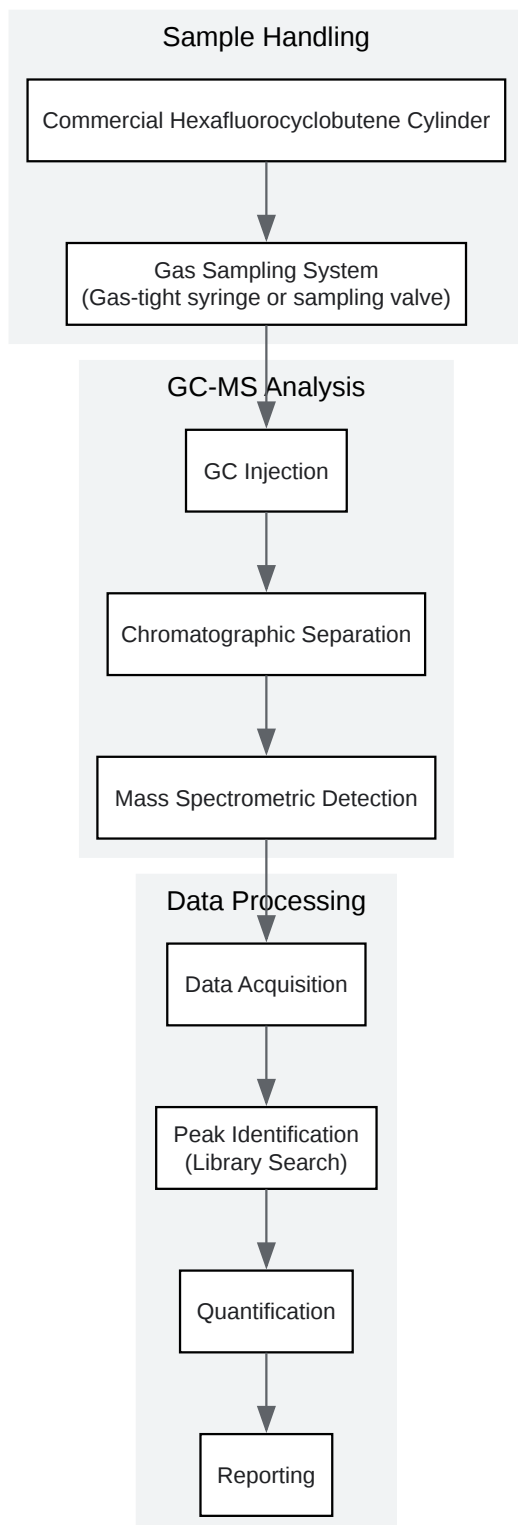 Sample Handling
Commercial Hexafluorocyclobutene Cylinder
Gas Sampling System
(Gas-tight syringe or sampling valve)
GC-MS Analysis
GC Injection
Chromatographic Separation
Mass Spectrometric Detection
Data Processing
Data Acquisition
Peak Identification
(Library Search)
Quantification
Reporting